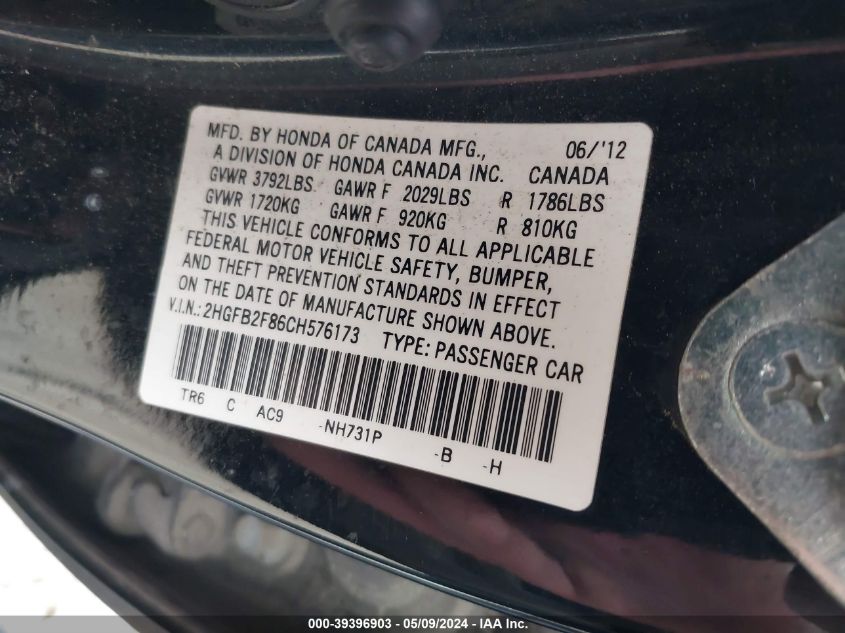 MFD. BY HONDA OF CANADA MFG., 06/'12
A DIVISION OF HONDA CANADA INC. CANADA
GVWR 3792LBS GAWR F 2029LBS R 1786LBS
GVWR 1720KG GAWR F 920KG R 810KG
THIS VEHICLE CONFORMS TO ALL APPLICABLE
FEDERAL MOTOR VEHICLE SAFETY, BUMPER,
AND THEFT PREVENTION STANDARDS IN EFFECT
ON THE DATE OF MANUFACTURE SHOWN ABOVE.
V.I.N.: 2HGFB2F86CH576173 TYPE: PASSENGER CAR
TR6 C AC9 -NH731P -B -H
000-39396903 - 05/09/2024 - IAA Inc.